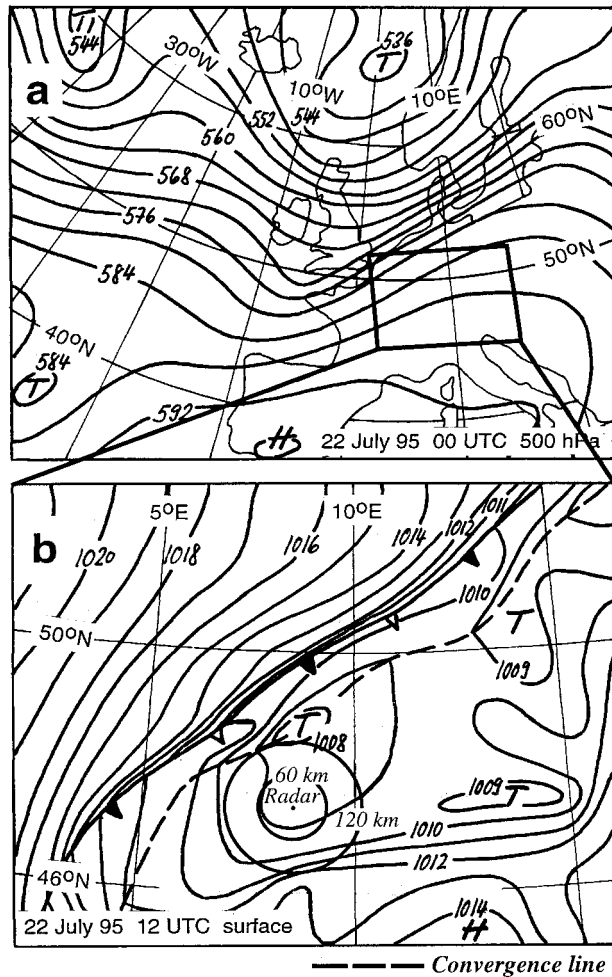 T
544
30°W
a
10°W
T
536
10°E
60°N
552
544
560
568
576
584
50°N
40°N
584
T
592
H
22 July 95 00 UTC 500 hPa
b
5°E
10°E
1020
1018
1016
1014
1012
1011
1010
50°N
T
1009
T
1008
60 km
Radar
120 km
1009
T
1010
1012
46°N
1014
H
22 July 95 12 UTC surface
Convergence line